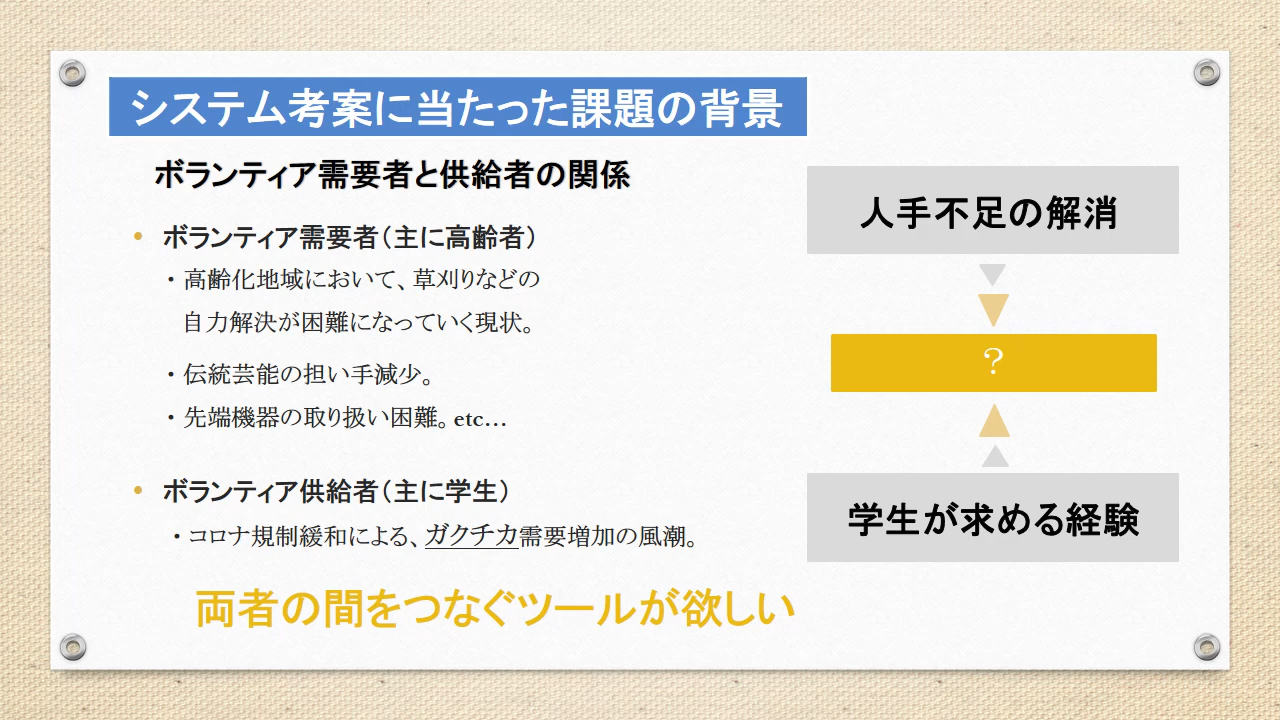 システム考案に当たった課題の背景
ボランティア需要者と供給者の関係
• ボランティア需要者（主に高齢者）
・高齢化地域において、草刈りなどの
自力解決が困難になっていく現状。
・伝統芸能の担い手減少。
・先端機器の取り扱い困難。etc…
• ボランティア供給者（主に学生）
・コロナ規制緩和による、ガクチカ需要増加の風潮。
両者の間をつなぐツールが欲しい
人手不足の解消
？
学生が求める経験